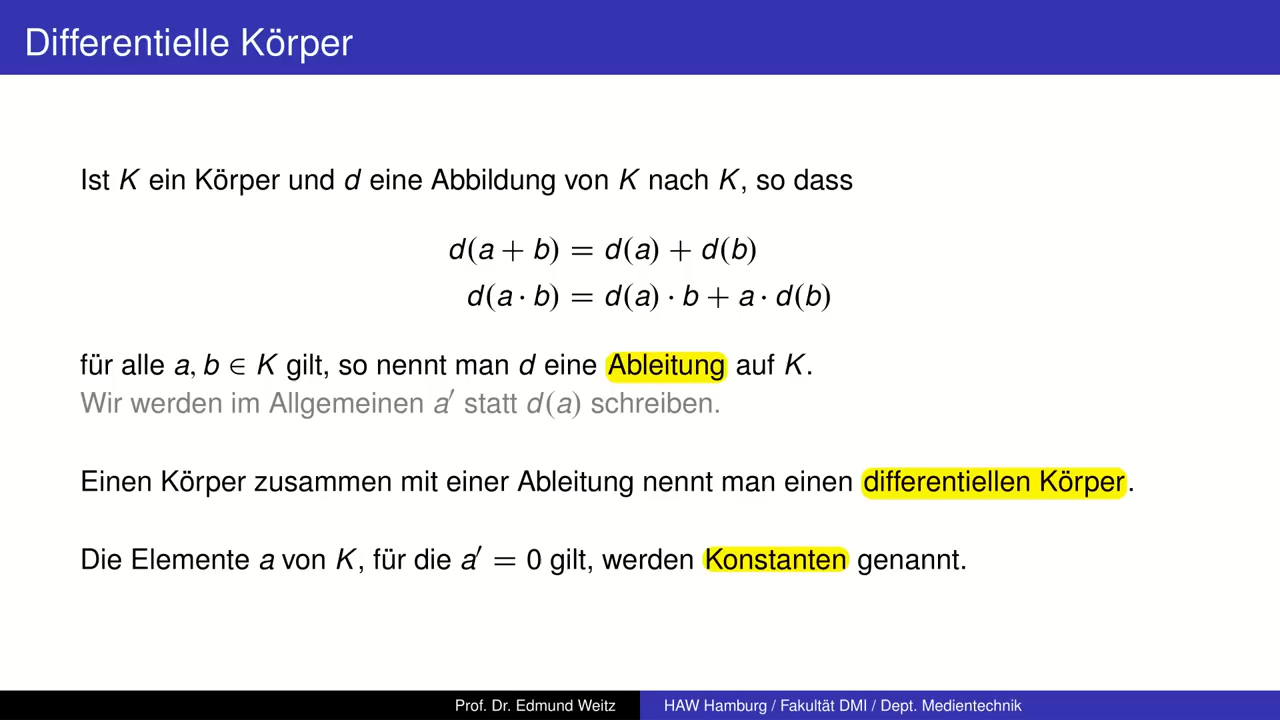 Differentielle Körper
Ist K ein Körper und d eine Abbildung von K nach K, so dass
d(a + b) = d(a) + d(b)
d(a · b) = d(a) · b + a · d(b)
für alle a, b ∈ K gilt, so nennt man d eine Ableitung auf K.
Wir werden im Allgemeinen a′ statt d(a) schreiben.
Einen Körper zusammen mit einer Ableitung nennt man einen differentiellen Körper.
Die Elemente a von K, für die a′ = 0 gilt, werden Konstanten genannt.
Prof. Dr. Edmund Weitz HAW Hamburg / Fakultät DMI / Dept. Medientechnik